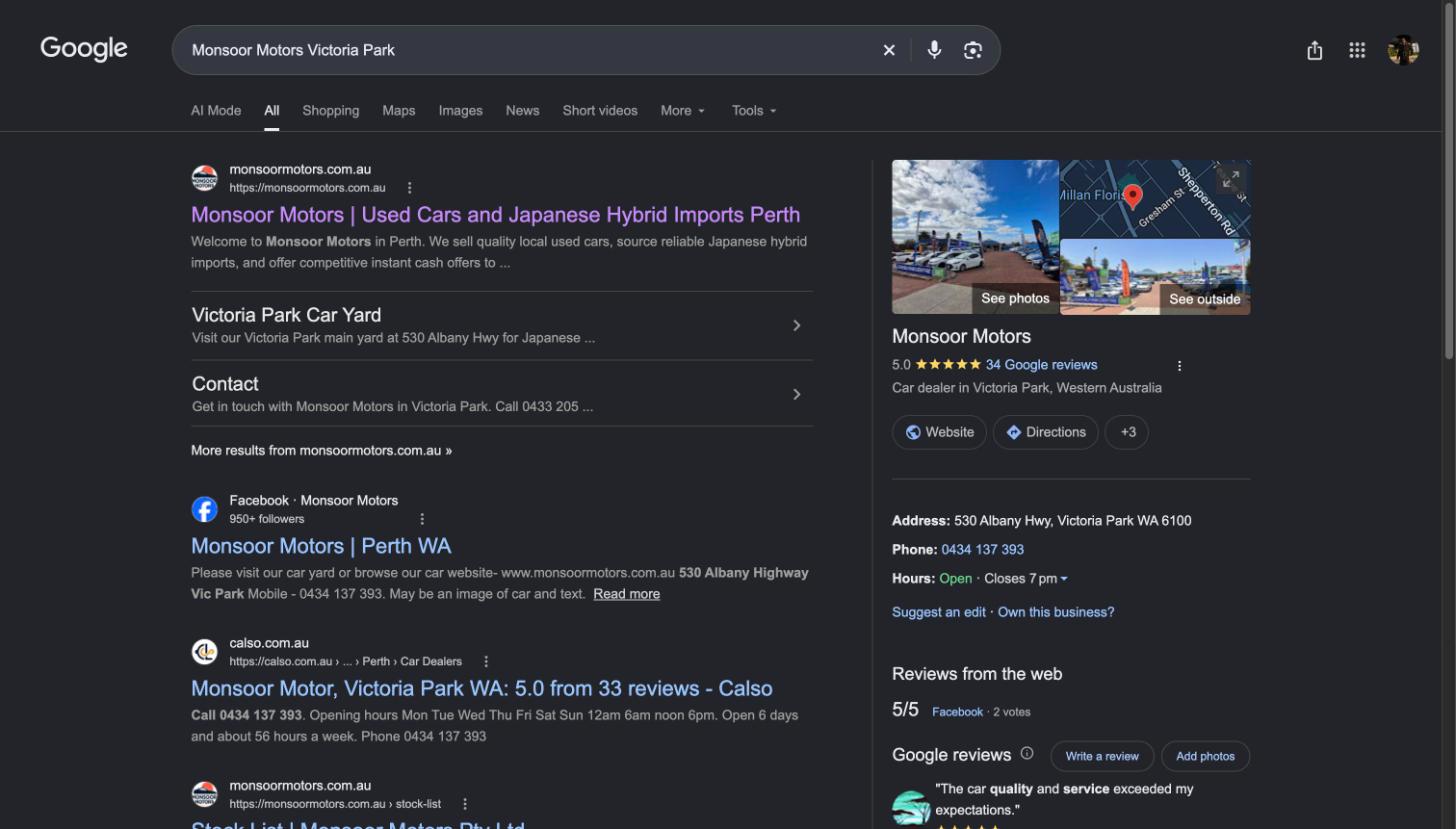 Google
Monsoor Motors Victoria Park
AI Mode
All
Shopping
Maps
Images
News
Short videos
More
Tools
monsoormotors.com.au
https://monsoormotors.com.au
Monsoor Motors | Used Cars and Japanese Hybrid Imports Perth
Welcome to Monsoor Motors in Perth. We sell quality local used cars, source reliable Japanese hybrid
imports, and offer competitive instant cash offers to ...
Victoria Park Car Yard
Visit our Victoria Park main yard at 530 Albany Hwy for Japanese ...
Contact
Get in touch with Monsoor Motors in Victoria Park. Call 0433 205 ...
More results from monsoormotors.com.au »
Facebook · Monsoor Motors
950+ followers
Monsoor Motors | Perth WA
Please visit our car yard or browse our car website- www.monsoormotors.com.au 530 Albany Highway
Vic Park Mobile - 0434 137 393. May be an image of car and text. Read more
calso.com.au
https://calso.com.au › ... › Perth › Car Dealers
Monsoor Motor, Victoria Park WA: 5.0 from 33 reviews - Calso
Call 0434 137 393. Opening hours Mon Tue Wed Thu Fri Sat Sun 12am 6am noon 6pm. Open 6 days
and about 56 hours a week. Phone 0434 137 393
monsoormotors.com.au
https://monsoormotors.com.au › stock-list
Stock List | Monsoor Motors Pty Ltd
See photos
Millan Floris
Gresham St
Shepperton Rd
St
See outside
Monsoor Motors
5.0 34 Google reviews
Car dealer in Victoria Park, Western Australia
Website
Directions
+3
Address: 530 Albany Hwy, Victoria Park WA 6100
Phone: 0434 137 393
Hours: Open · Closes 7 pm
Suggest an edit · Own this business?
Reviews from the web
5/5 Facebook · 2 votes
Google reviews
Write a review
Add photos
"The car quality and service exceeded my
expectations."